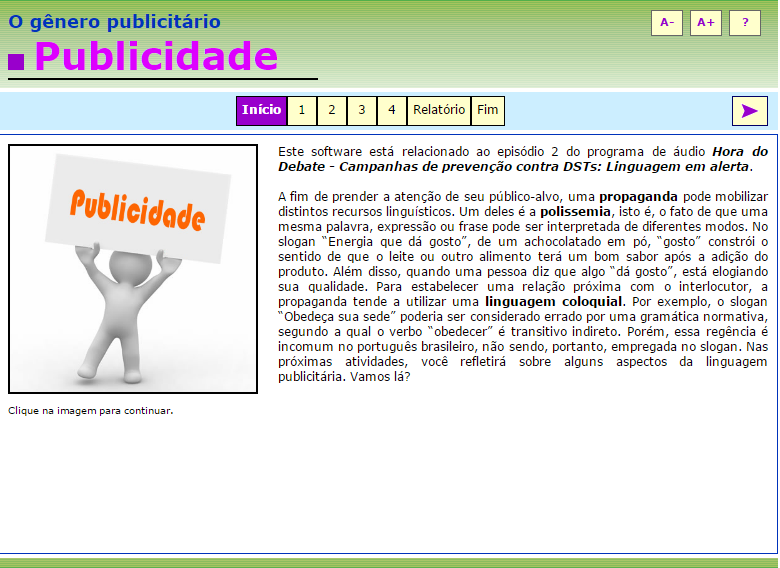 O gênero publicitário
A- A+ ?
Publicidade
Início 1 2 3 4 Relatório Fim
Publicidade
Clique na imagem para continuar.
Este software está relacionado ao episódio 2 do programa de áudio Hora do
Debate - Campanhas de prevenção contra DSTs: Linguagem em alerta.
A fim de prender a atenção de seu público-alvo, uma propaganda pode mobilizar
distintos recursos linguísticos. Um deles é a polissemia, isto é, o fato de que uma
mesma palavra, expressão ou frase pode ser interpretada de diferentes modos. No
slogan “Energia que dá gosto”, de um achocolatado em pó, “gosto” constrói o
sentido de que o leite ou outro alimento terá um bom sabor após a adição do
produto. Além disso, quando uma pessoa diz que algo “dá gosto”, está elogiando
sua qualidade. Para estabelecer uma relação próxima com o interlocutor, a
propaganda tende a utilizar uma linguagem coloquial. Por exemplo, o slogan
“Obedeça sua sede” poderia ser considerado errado por uma gramática normativa,
segundo a qual o verbo “obedecer” é transitivo indireto. Porém, essa regência é
incomum no português brasileiro, não sendo, portanto, empregada no slogan. Nas
próximas atividades, você refletirá sobre alguns aspectos da linguagem
publicitária. Vamos lá?